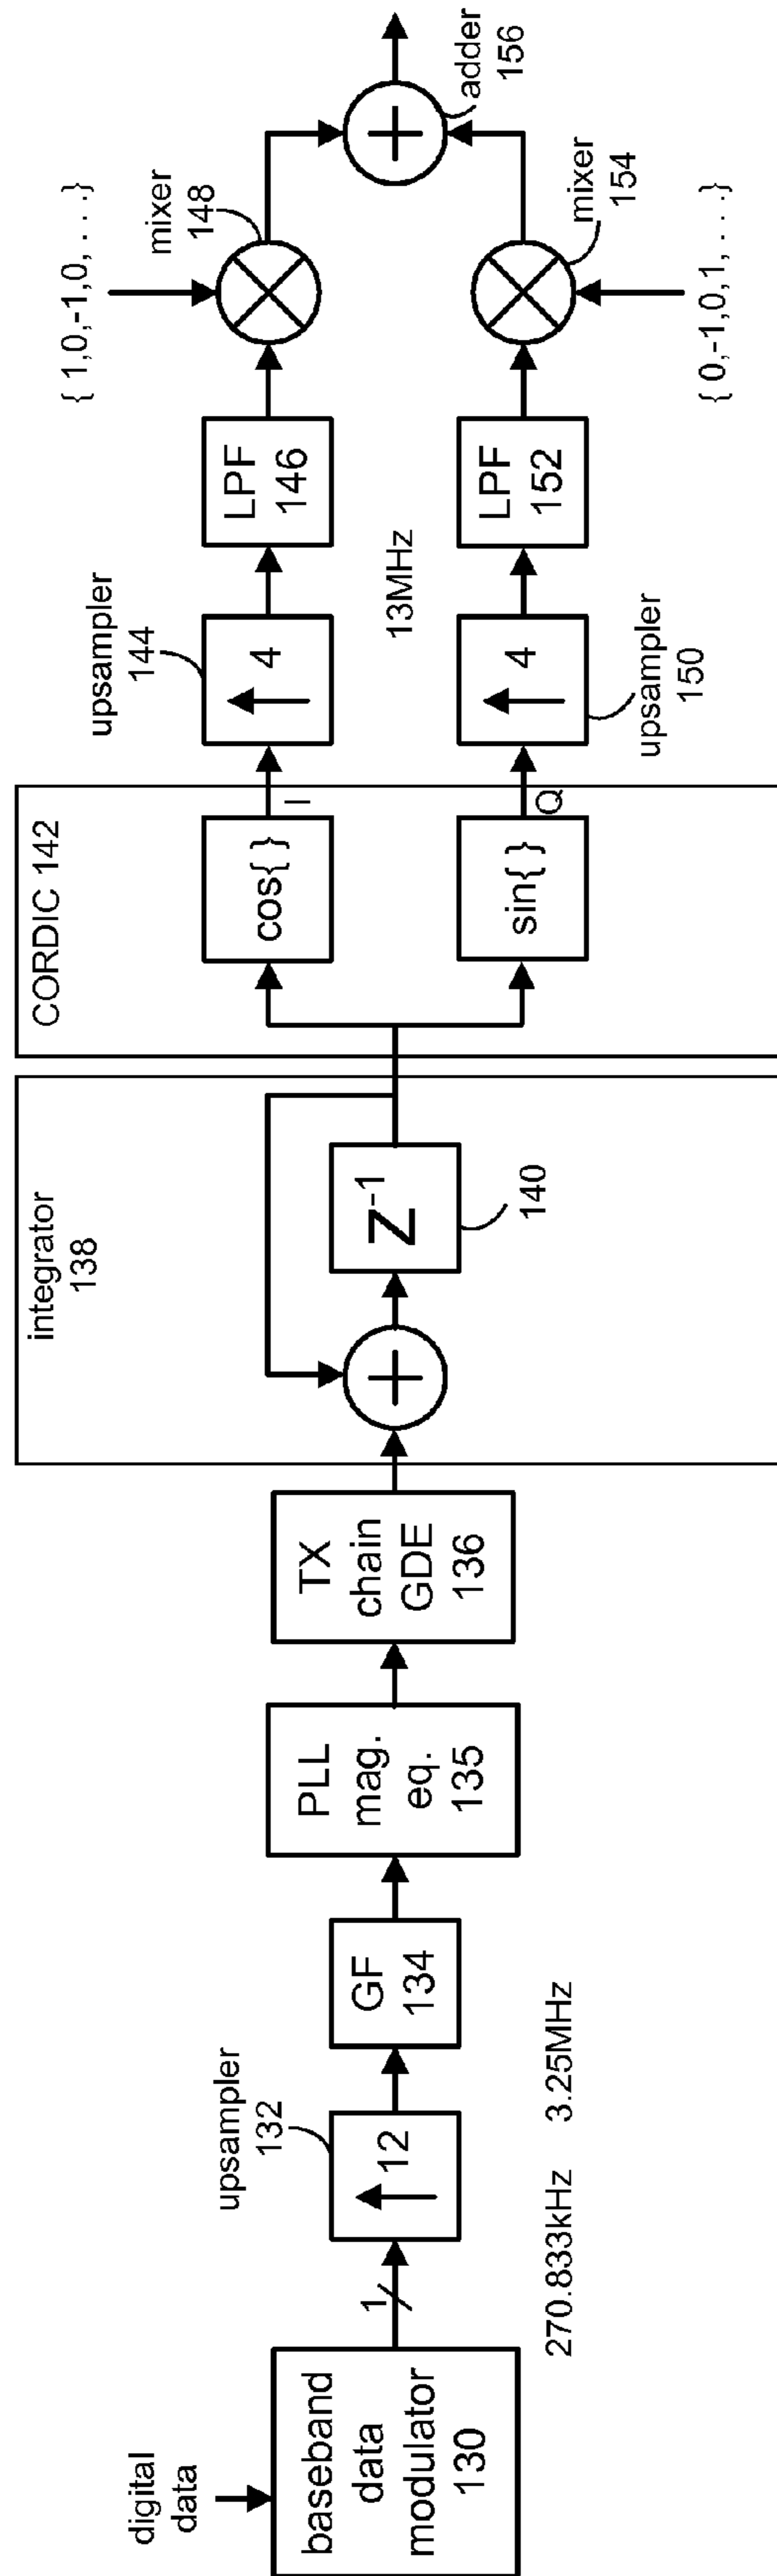 digital
data
baseband
data
modulator
130
1
270.833kHz
upsampler
132
12
3.25MHz
GF
134
PLL
mag.
eq.
135
TX
chain
GDE
136
integrator
138
Z-1
140
CORDIC 142
cos{ }
I
sin{ }
Q
upsampler
144
4
LPF
146
13MHz
4
upsampler
150
LPF
152
{ 1,0,-1,0, . . .}
mixer
148
{ 0,-1,0,1, . . .}
mixer
154
adder
156